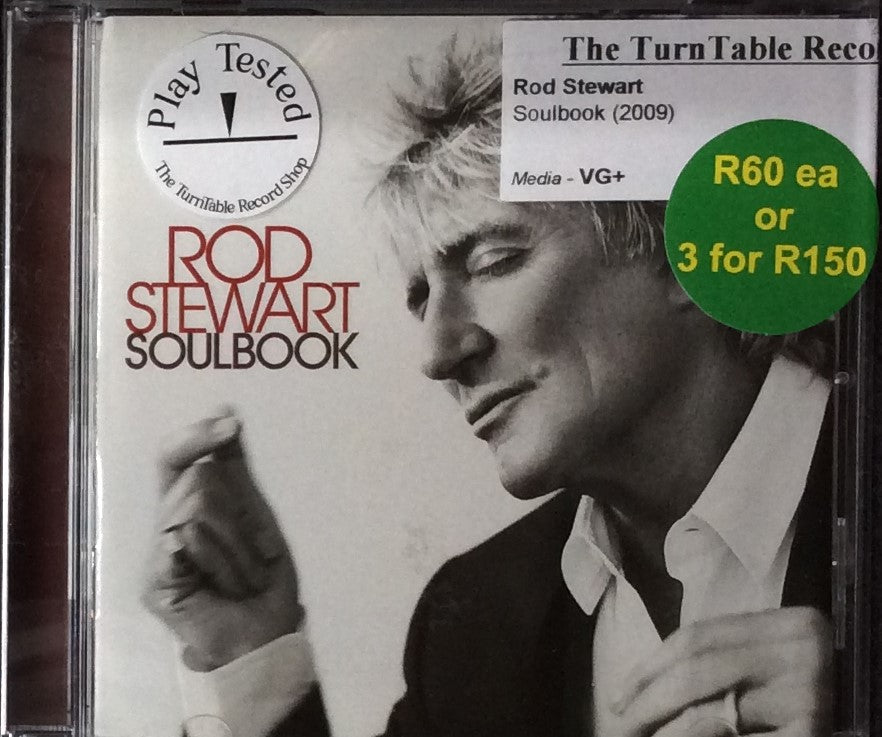 Play Tested
The TurnTable Record Shop
The TurnTable Reco
Rod Stewart
Soulbook (2009)
Media - VG+
R60 ea
or
3 for R150
ROD
STEWART
SOULBOOK